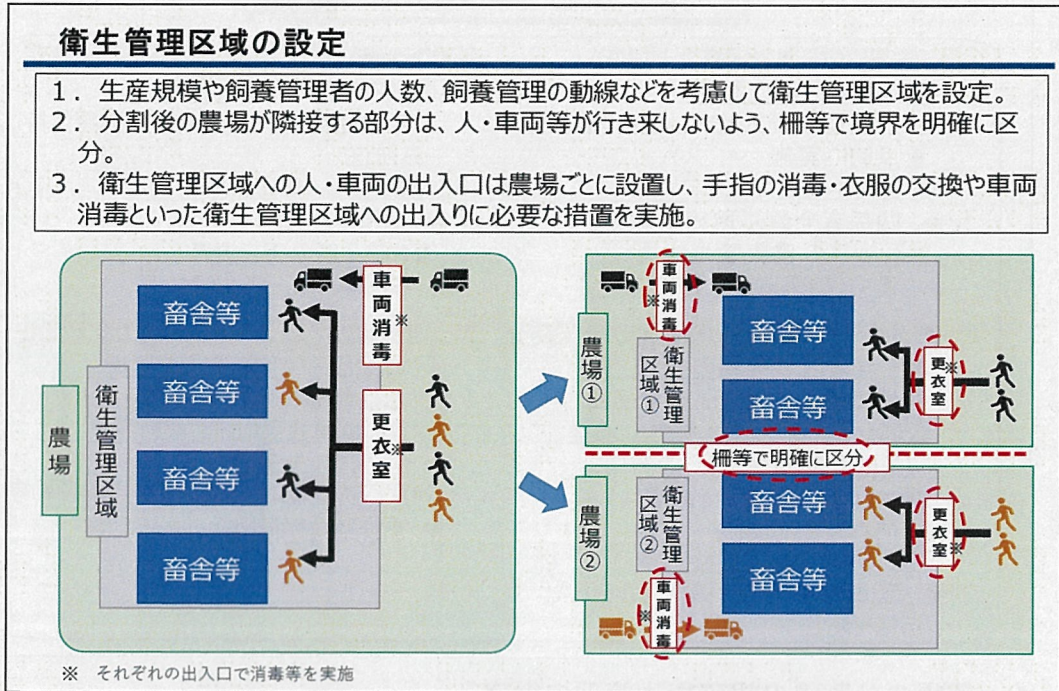 衛生管理区域の設定
1．生産規模や飼養管理者の人数、飼養管理の動線などを考慮して衛生管理区域を設定。
2．分割後の農場が隣接する部分は、人・車両等が行き来しないよう、柵等で境界を明確に区
分。
3．衛生管理区域への人・車両の出入口は農場ごとに設置し、手指の消毒・衣服の交換や車両
消毒といった衛生管理区域への出入りに必要な措置を実施。
農場
衛生管理区域
畜舎等
畜舎等
畜舎等
畜舎等
車両消毒※
更衣室※
農場①
衛生管理
区域①
車両消毒※
畜舎等
畜舎等
更衣室※
柵等で明確に区分
農場②
衛生管理
区域②
畜舎等
畜舎等
更衣室※
車両消毒※
※ それぞれの出入口で消毒等を実施